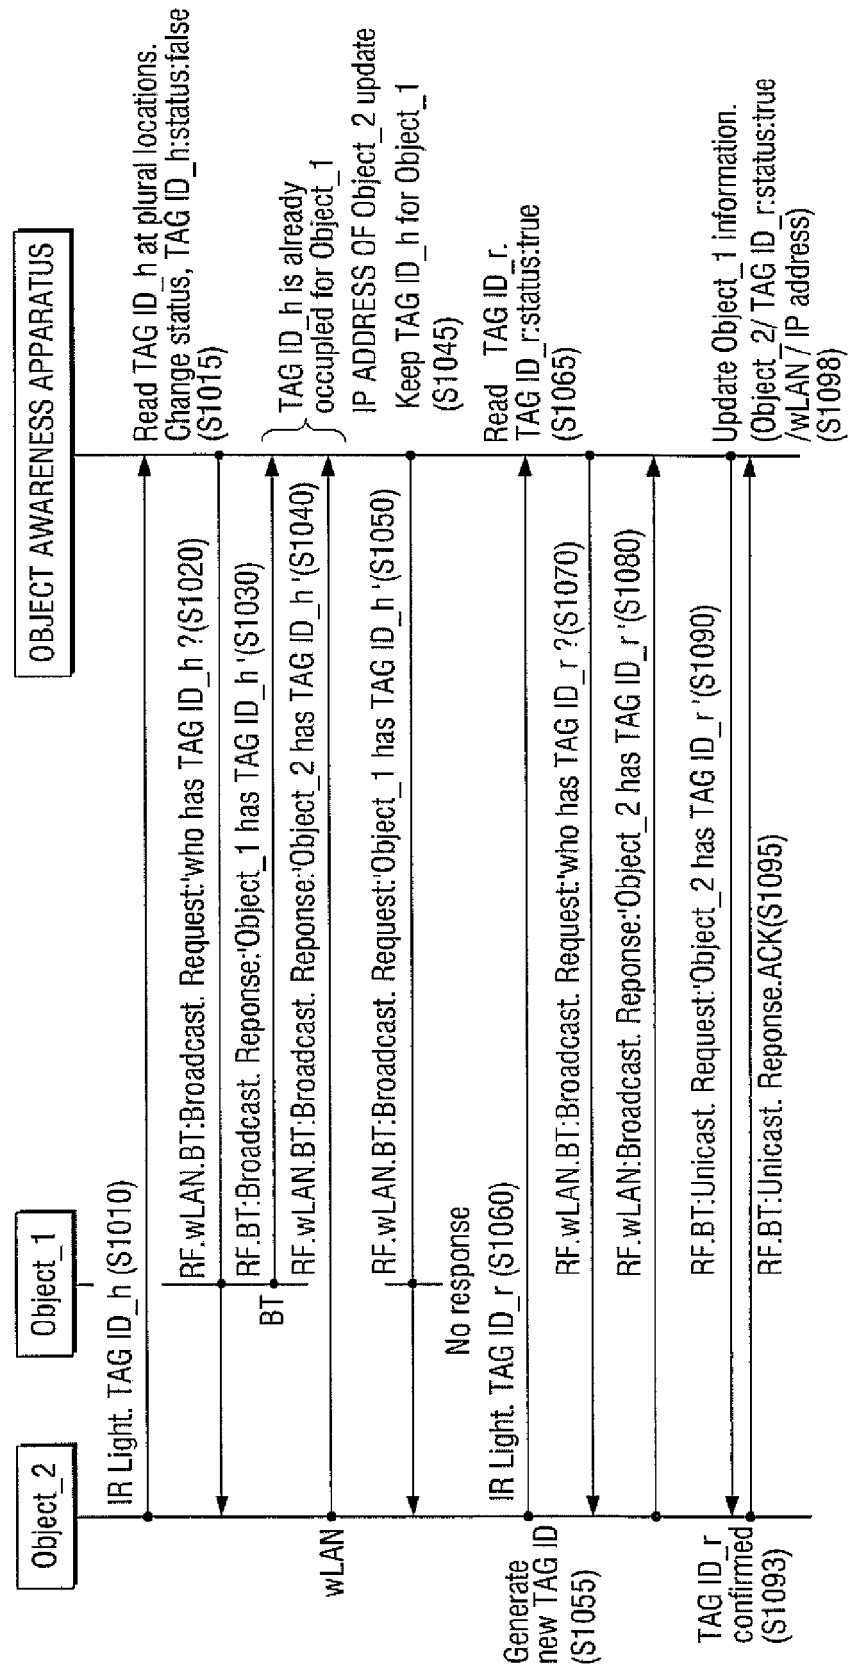 Object_2
Object_1
OBJECT AWARENESS APPARATUS
IR Light. TAG ID_h (S1010)
Read TAG ID_h at plural locations.
Change status, TAG ID_h:status:false
(S1015)
RF.wLAN.BT:Broadcast. Request:'who has TAG ID_h ?(S1020)
BT
RF.BT:Broadcast. Reponse:'Object_1 has TAG ID_h '(S1030)
TAG ID_h is already
occupled for Object_1
wLAN
RF.wLAN.BT:Broadcast. Reponse:'Object_2 has TAG ID_h '(S1040)
IP ADDRESS OF Object_2 update
Keep TAG ID_h for Object_1
(S1045)
RF.wLAN.BT:Broadcast. Request:'Object_1 has TAG ID_h '(S1050)
No response
Generate
new TAG ID
(S1055)
IR Light. TAG ID_r (S1060)
Read TAG ID_r.
TAG ID_r:status:true
(S1065)
RF.wLAN.BT:Broadcast. Request:'who has TAG ID_r ?(S1070)
RF.wLAN:Broadcast. Reponse:'Object_2 has TAG ID_r '(S1080)
RF.BT:Unicast. Request:'Object_2 has TAG ID_r '(S1090)
TAG ID_r
confirmed
(S1093)
RF.BT:Unicast. Reponse.ACK(S1095)
Update Object_1 information.
(Object_2/ TAG ID_r:status:true
/wLAN / IP address)
(S1098)